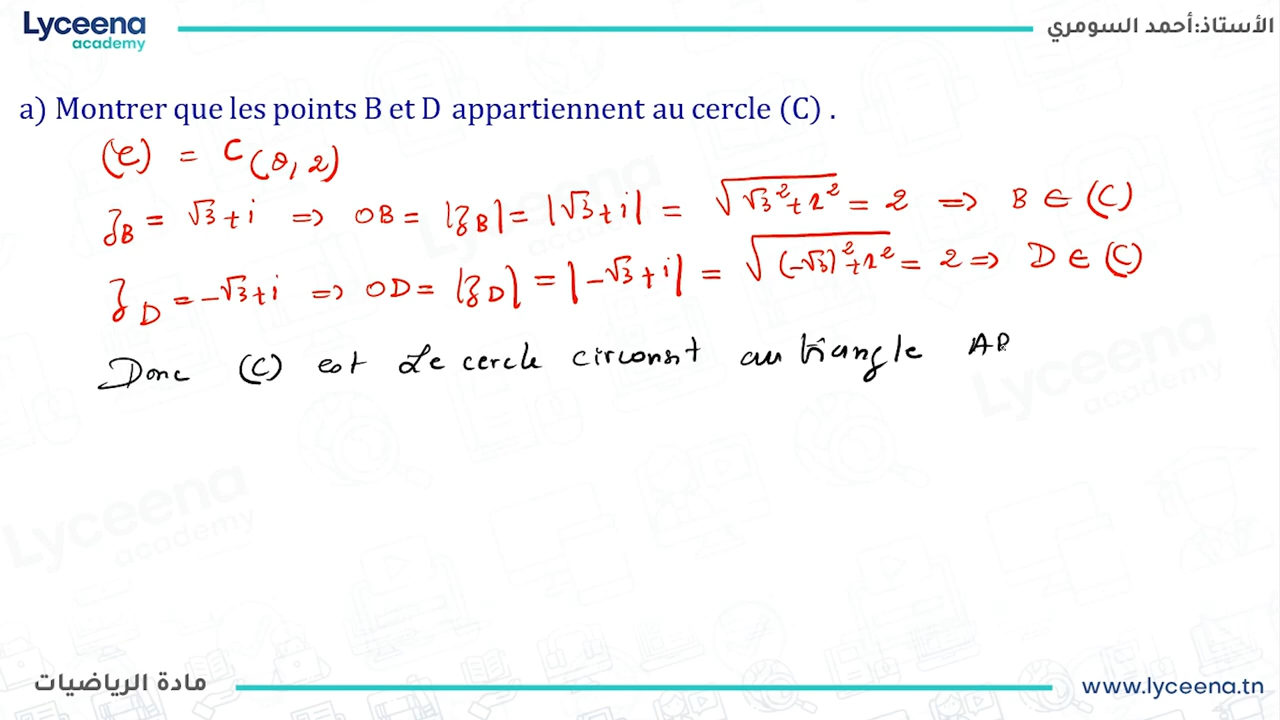 Lyceena
academy
الأستاذ:أحمد السومري
a) Montrer que les points B et D appartiennent au cercle (C) .
(C) = C(0, 2)
zB = √3 + i => OB = |zB| = |√3 + i| = √(√3² + 1²) = 2 => B ∈ (C)
zD = -√3 + i => OD = |zD| = |-√3 + i| = √((-√3)² + 1²) = 2 => D ∈ (C)
Donc (C) est le cercle circonsit au triangle AB
مادة الرياضيات
www.lyceena.tn